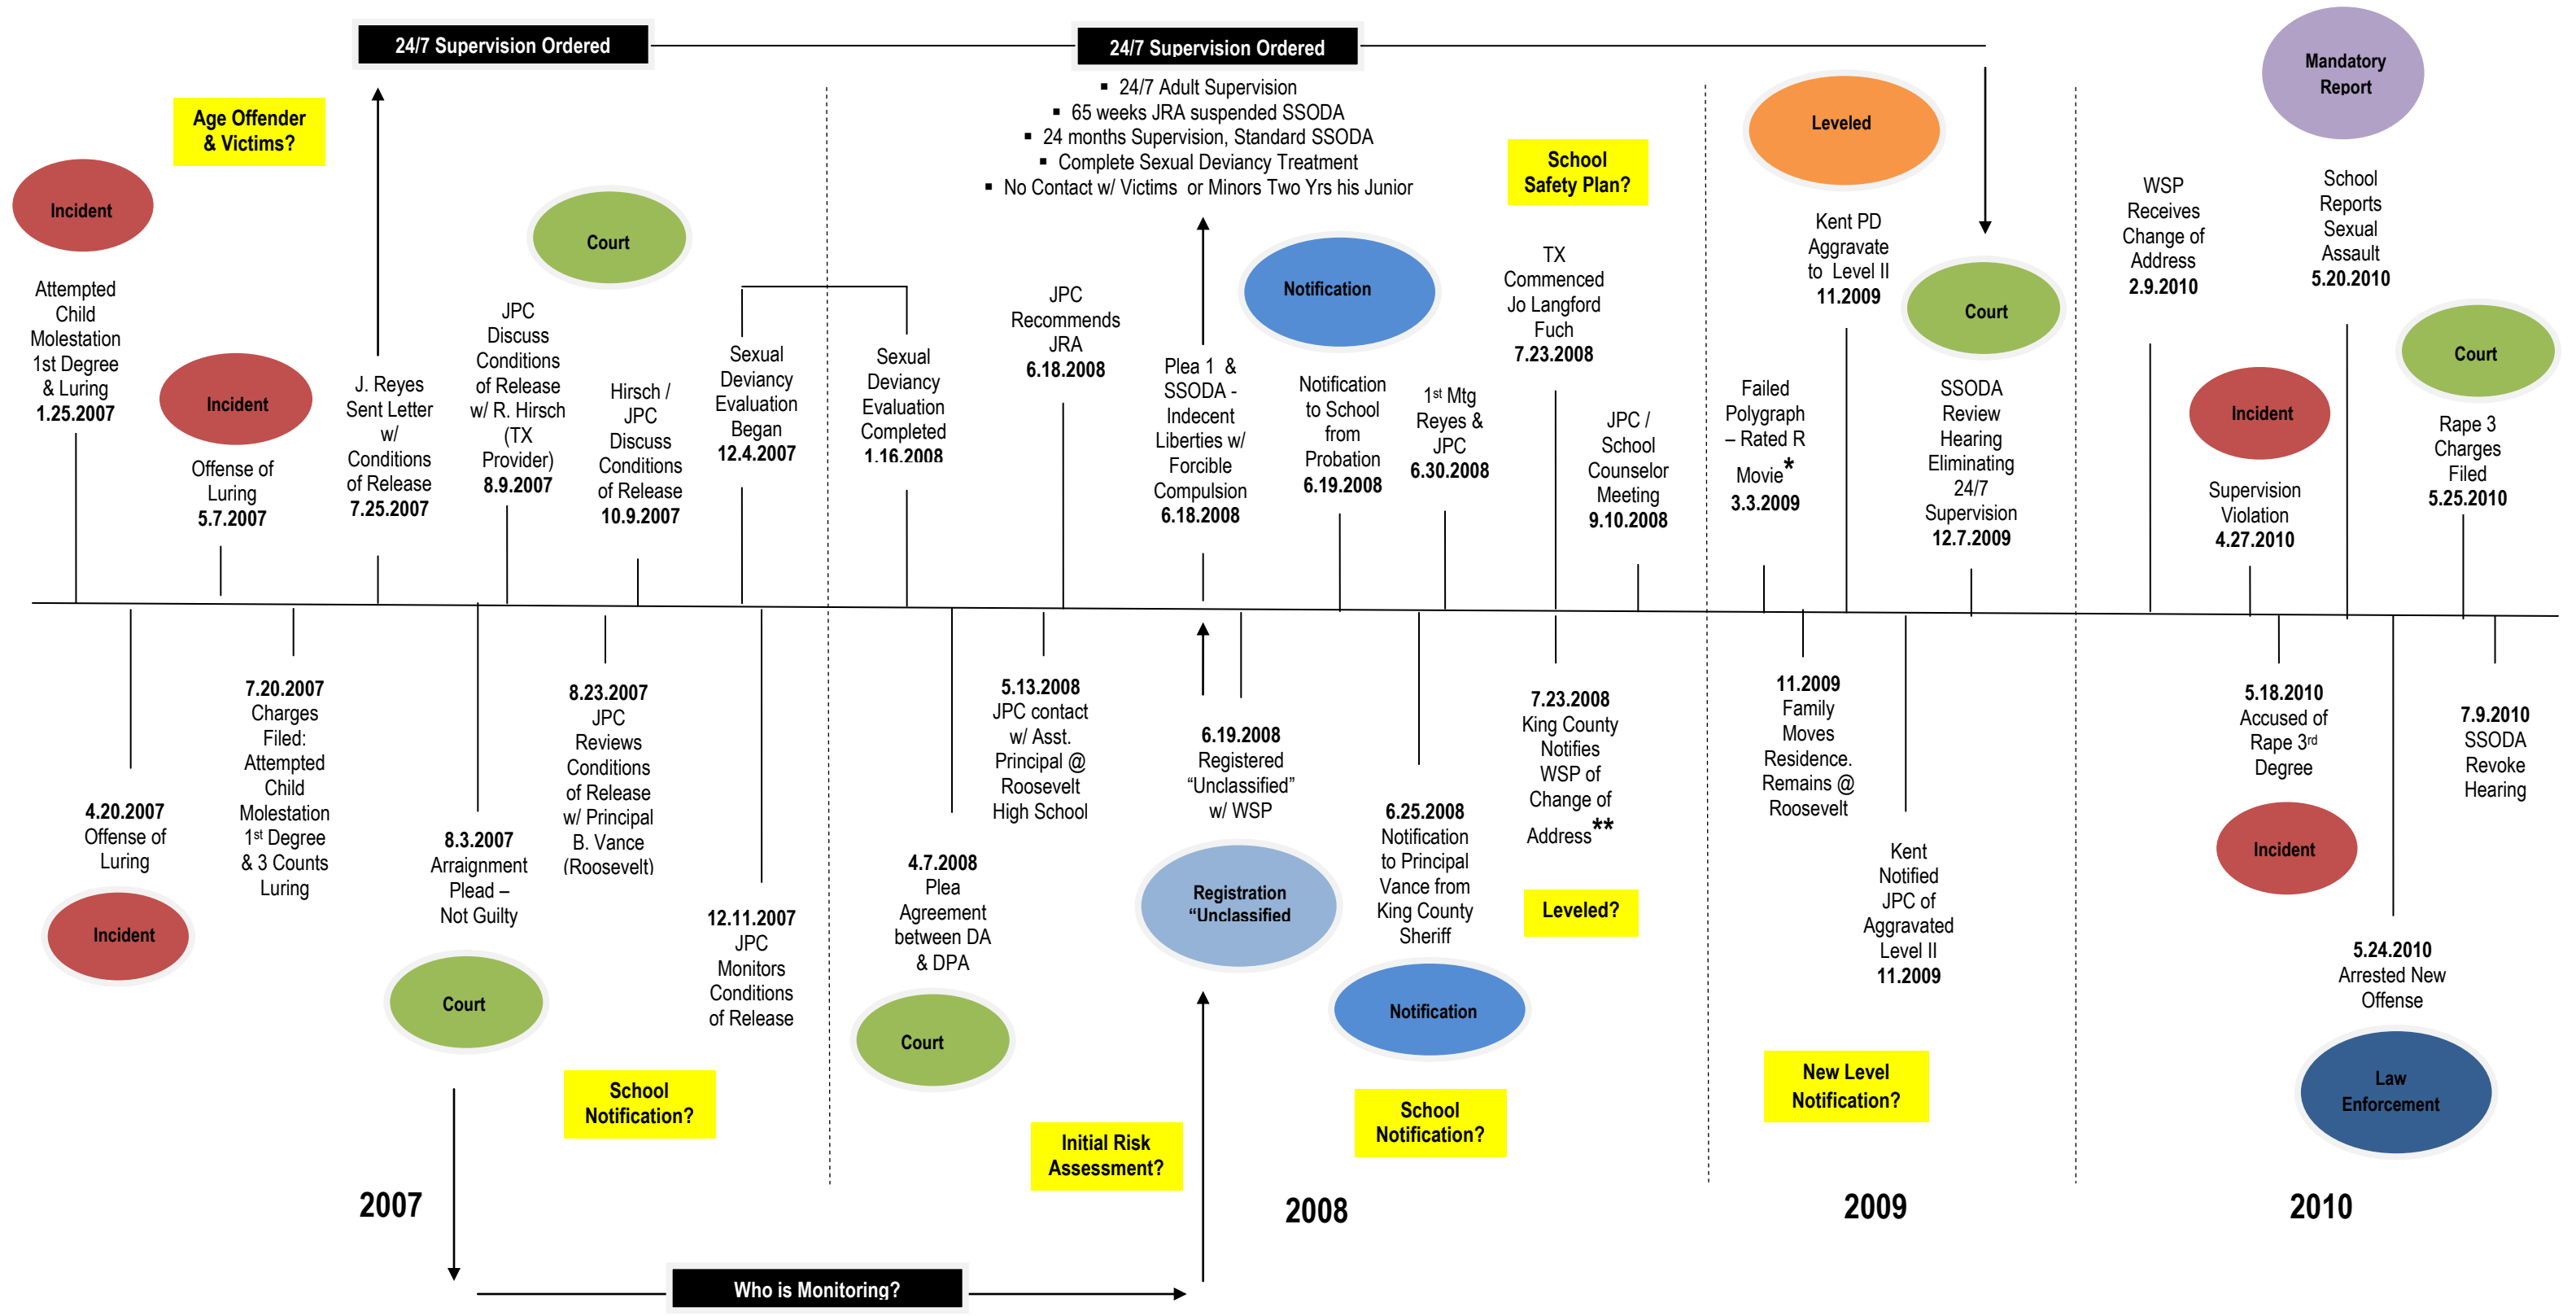 24/7 Supervision Ordered
24/7 Supervision Ordered
▪ 24/7 Adult Supervision
▪ 65 weeks JRA suspended SSODA
▪ 24 months Supervision, Standard SSODA
▪ Complete Sexual Deviancy Treatment
▪ No Contact w/ Victims or Minors Two Yrs his Junior
Age Offender
& Victims?
Incident
Attempted
Child
Molestation
1st Degree
& Luring
1.25.2007
Incident
Offense of
Luring
5.7.2007
J. Reyes
Sent Letter
w/
Conditions
of Release
7.25.2007
Court
JPC
Discuss
Conditions
of Release
w/ R. Hirsch
(TX
Provider)
8.9.2007
Hirsch /
JPC
Discuss
Conditions
of Release
10.9.2007
Sexual
Deviancy
Evaluation
Began
12.4.2007
Sexual
Deviancy
Evaluation
Completed
1.16.2008
JPC
Recommends
JRA
6.18.2008
Plea 1 &
SSODA -
Indecent
Liberties w/
Forcible
Compulsion
6.18.2008
Notification
Notification
to School
from
Probation
6.19.2008
1st Mtg
Reyes &
JPC
6.30.2008
School
Safety Plan?
TX
Commenced
Jo Langford
Fuch
7.23.2008
JPC /
School
Counselor
Meeting
9.10.2008
Leveled
Failed
Polygraph
– Rated R
Movie*
3.3.2009
Kent PD
Aggravate
to Level II
11.2009
Court
SSODA
Review
Hearing
Eliminating
24/7
Supervision
12.7.2009
WSP
Receives
Change of
Address
2.9.2010
Incident
Supervision
Violation
4.27.2010
Mandatory
Report
School
Reports
Sexual
Assault
5.20.2010
Court
Rape 3
Charges
Filed
5.25.2010
4.20.2007
Offense of
Luring
Incident
7.20.2007
Charges
Filed:
Attempted
Child
Molestation
1st Degree
& 3 Counts
Luring
8.3.2007
Arraignment
Plead –
Not Guilty
Court
8.23.2007
JPC
Reviews
Conditions
of Release
w/ Principal
B. Vance
(Roosevelt)
School
Notification?
12.11.2007
JPC
Monitors
Conditions
of Release
4.7.2008
Plea
Agreement
between DA
& DPA
Court
5.13.2008
JPC contact
w/ Asst.
Principal @
Roosevelt
High School
Initial Risk
Assessment?
6.19.2008
Registered
“Unclassified”
w/ WSP
Registration
“Unclassified
6.25.2008
Notification
to Principal
Vance from
King County
Sheriff
Notification
School
Notification?
7.23.2008
King County
Notifies
WSP of
Change of
Address**
Leveled?
11.2009
Family
Moves
Residence.
Remains @
Roosevelt
Kent
Notified
JPC of
Aggravated
Level II
11.2009
New Level
Notification?
5.18.2010
Accused of
Rape 3rd
Degree
Incident
5.24.2010
Arrested New
Offense
Law
Enforcement
7.9.2010
SSODA
Revoke
Hearing
2007
2008
2009
2010
Who is Monitoring?